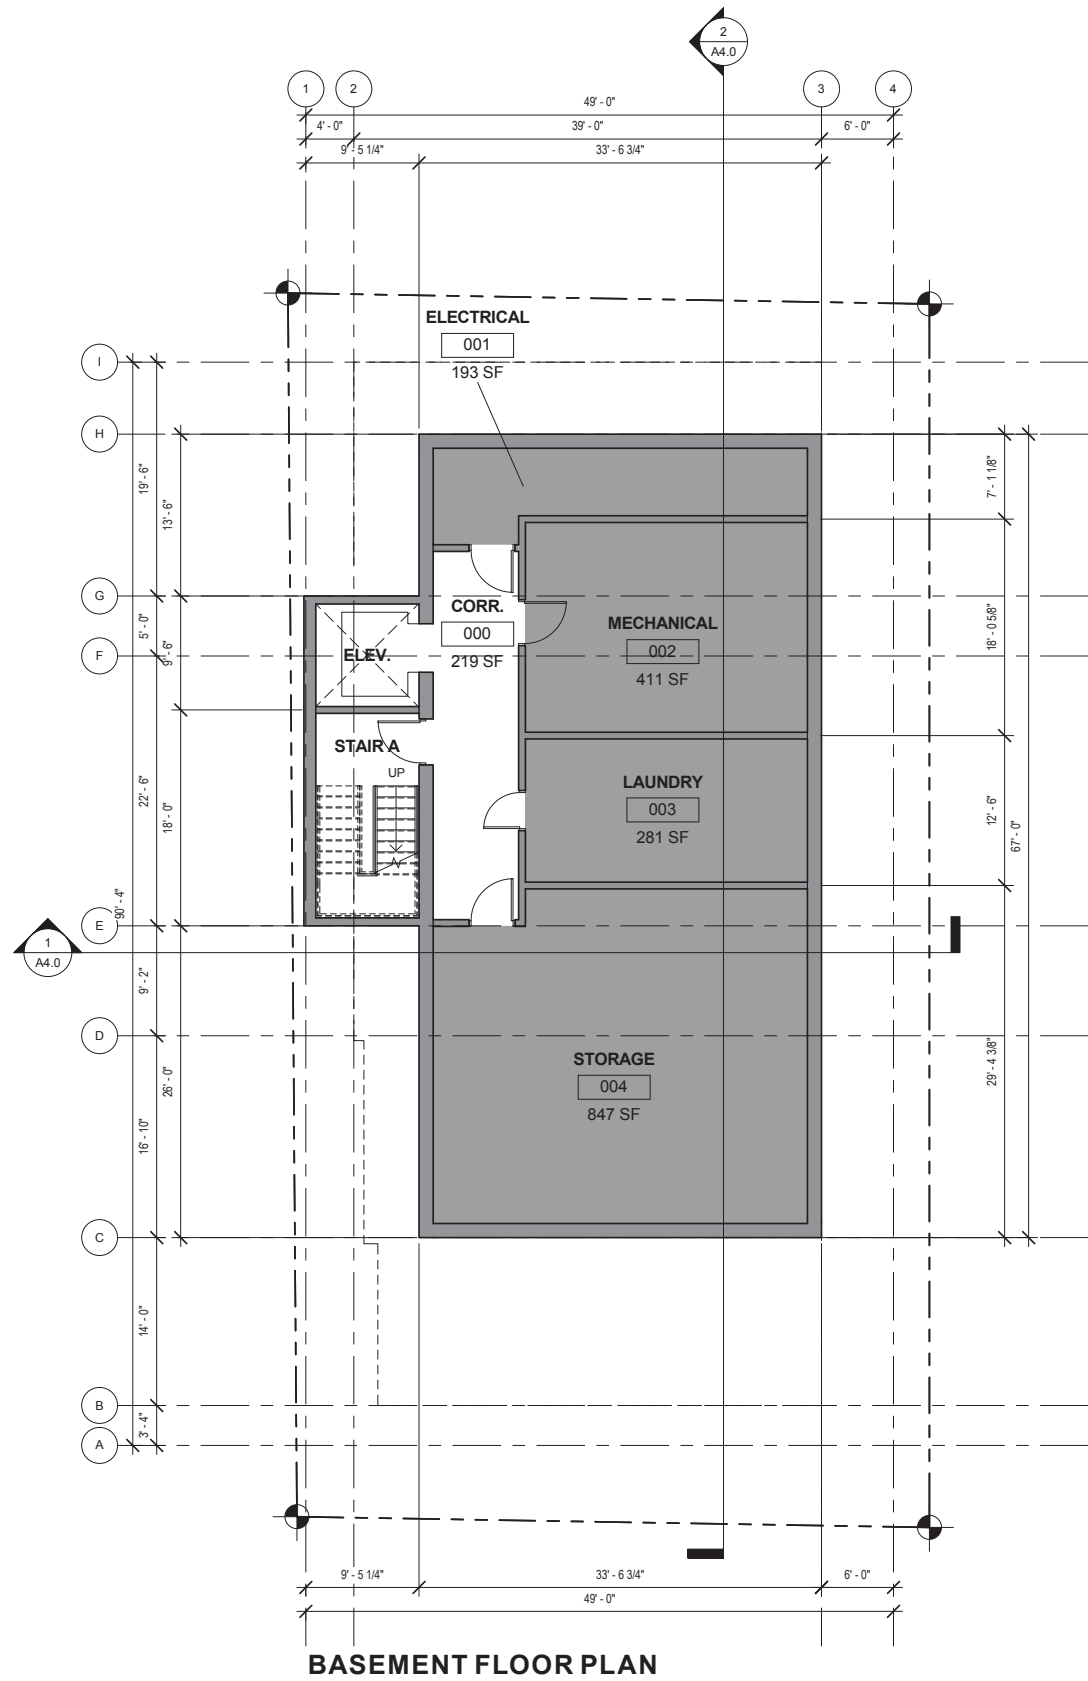 2
A4.0
1
2
3
4
49' - 0"
4' - 0"
39' - 0"
6' - 0"
9' - 5 1/4"
33' - 6 3/4"
ELECTRICAL
001
193 SF
I
H
G
F
E
D
C
B
A
19' - 6"
13' - 6"
5' - 0"
9' - 6"
22' - 6"
18' - 0"
90' - 4"
9' - 2"
26' - 0"
16' - 10"
14' - 0"
3' - 4"
7' - 1 1/8"
18' - 0 5/8"
12' - 6"
67' - 0"
29' - 4 3/8"
CORR.
000
219 SF
MECHANICAL
002
411 SF
ELEV.
STAIR A
UP
LAUNDRY
003
281 SF
1
A4.0
STORAGE
004
847 SF
9' - 5 1/4"
33' - 6 3/4"
6' - 0"
49' - 0"
BASEMENT FLOOR PLAN